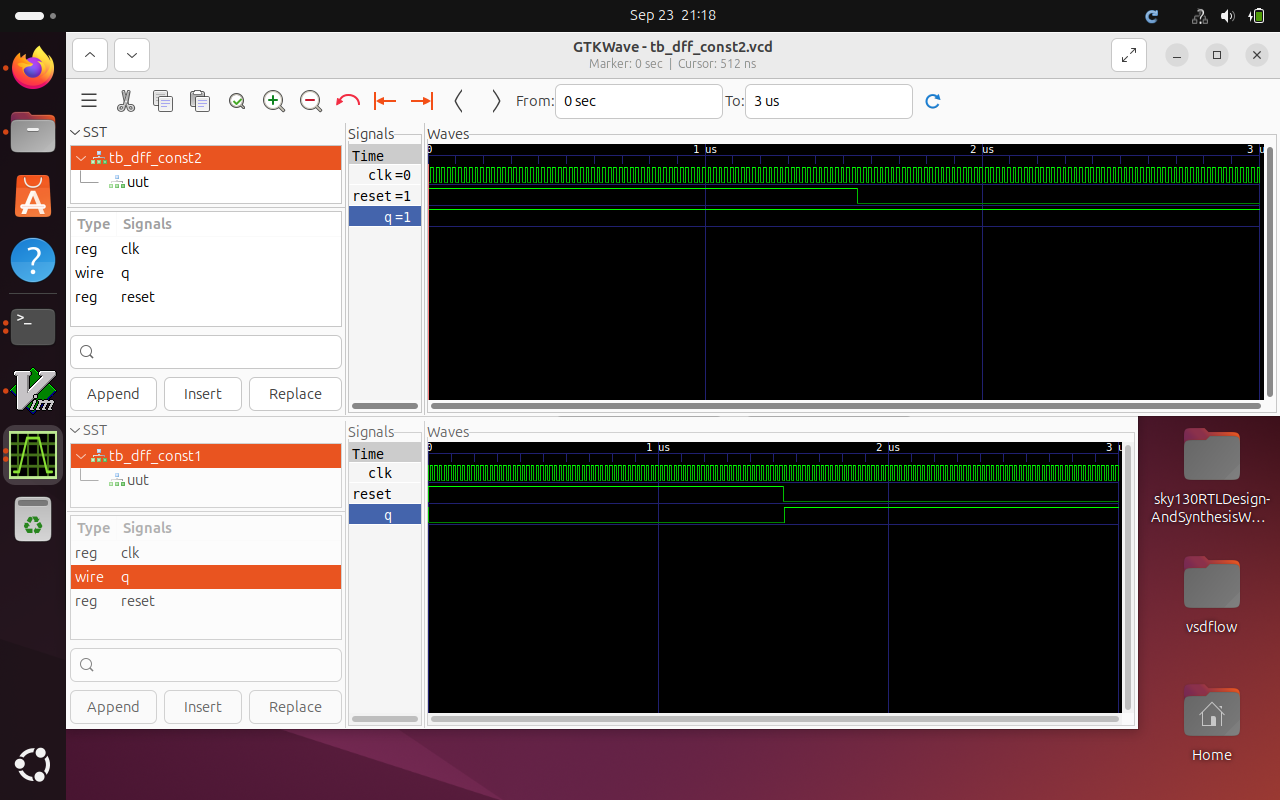 Sep 23 21:18
GTKWave - tb_dff_const2.vcd
Marker: 0 sec | Cursor: 512 ns
From: 0 sec To: 3 us
SST
tb_dff_const2
uut
Type Signals
reg clk
wire q
reg reset
Append Insert Replace
Signals
Time
clk =0
reset =1
q =1
Waves
0 1 us 2 us 3 u
SST
tb_dff_const1
uut
Type Signals
reg clk
wire q
reg reset
Append Insert Replace
Signals
Time
clk
reset
q
Waves
0 1 us 2 us 3 u
sky130RTLDesign-
AndSynthesisW...
vsdflow
Home